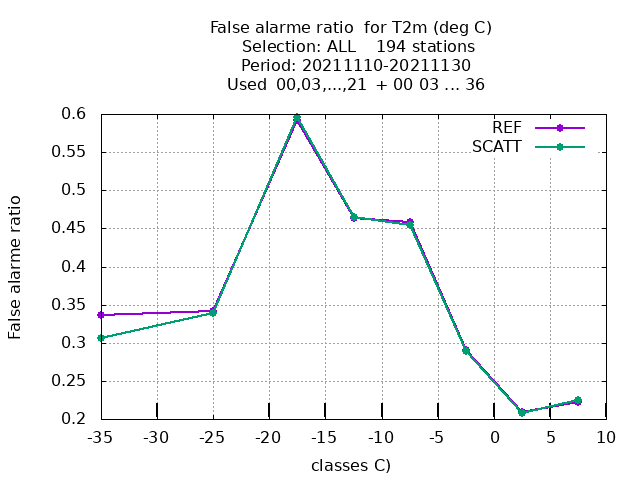 False alarme ratio  for T2m (deg C)
Selection: ALL    194 stations
Period: 20211110-20211130
Used  00,03,...,21  + 00 03 ... 36
REF
SCATT
0.6
0.55
0.5
0.45
0.4
0.35
0.3
0.25
0.2
False alarme ratio
-35 -30 -25 -20 -15 -10 -5 0 5 10
classes C)